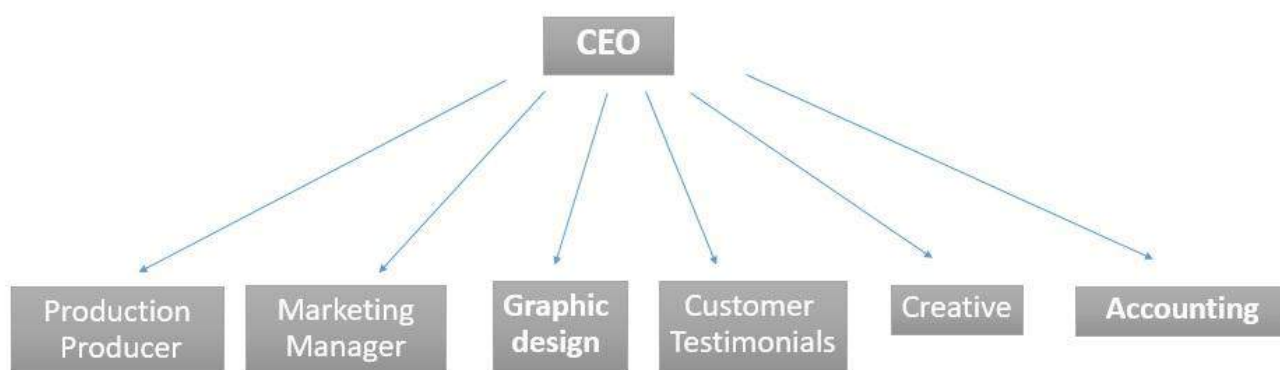 CEO
Production
Producer
Marketing
Manager
Graphic
design
Customer
Testimonials
Creative
Accounting